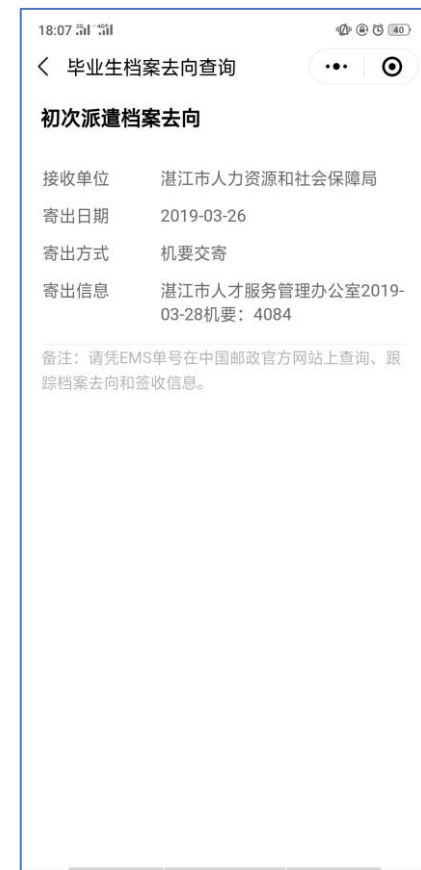 18:07
40
毕业生档案去向查询
初次派遣档案去向
接收单位 湛江市人力资源和社会保障局
寄出日期 2019-03-26
寄出方式 机要交寄
寄出信息 湛江市人才服务管理办公室2019-
03-28机要：4084
备注：请凭EMS单号在中国邮政官方网站上查询、跟
踪档案去向和签收信息。